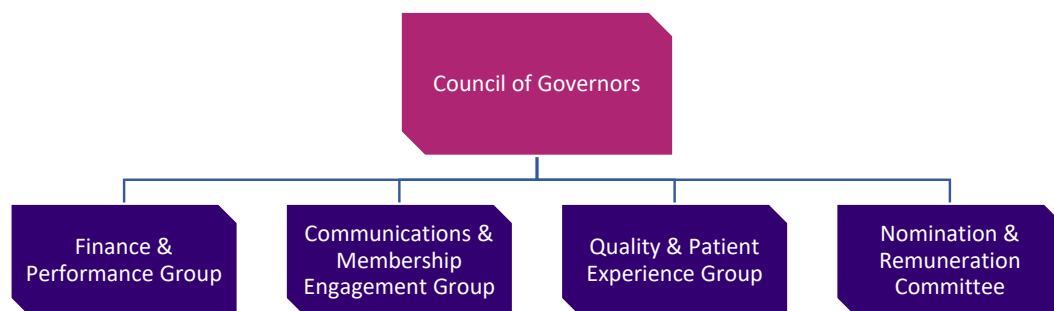 Council of Governors
Finance &
Performance Group
Communications &
Membership
Engagement Group
Quality & Patient
Experience Group
Nomination &
Remuneration
Committee